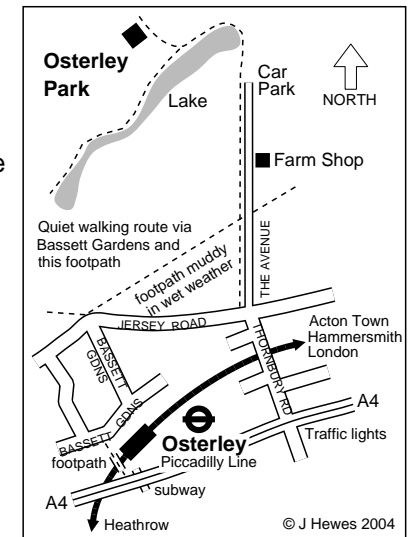 Osterley
Park
Lake
Car
Park
NORTH
e
Farm Shop
Quiet walking route via
Bassett Gardens and
this footpath
footpath muddy
in wet weather
THE AVENUE
JERSEY ROAD
BASSETT
GDNS
THORNBURY RD
Acton Town
Hammersmith
London
A4
BASSETT GDNS
Osterley
Piccadilly Line
Traffic lights
footpath
subway
A4
Heathrow
© J Hewes 2004